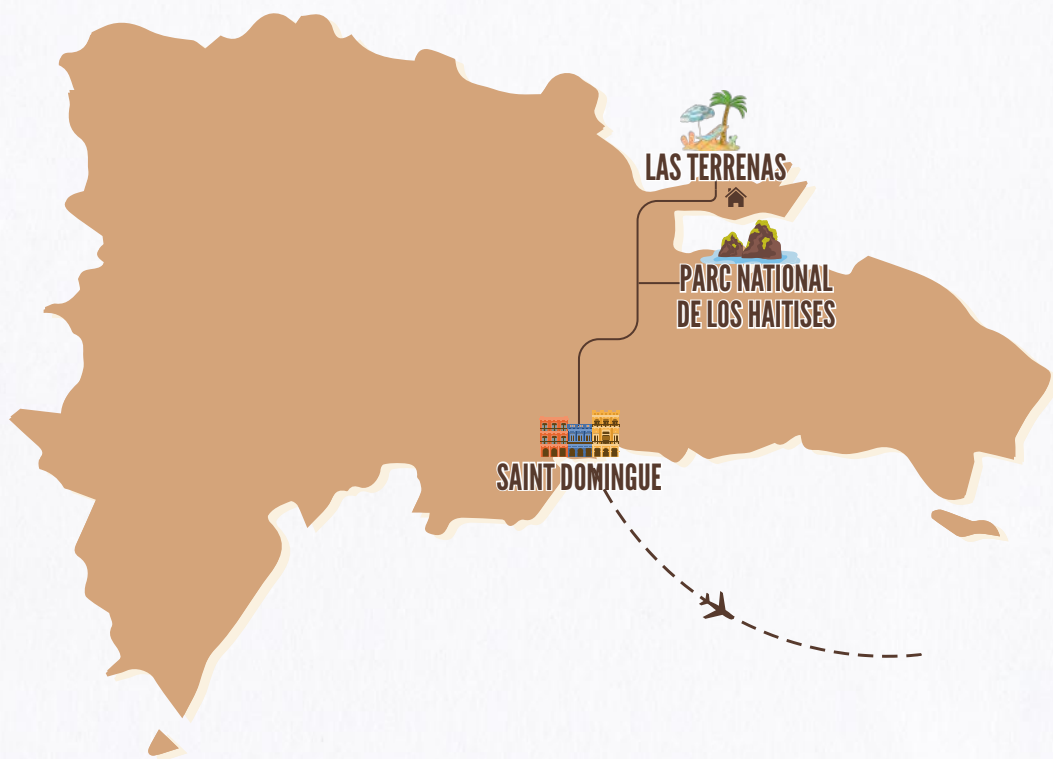 LAS TERRENAS
PARC NATIONAL
DE LOS HAITISES
SAINT DOMINGUE